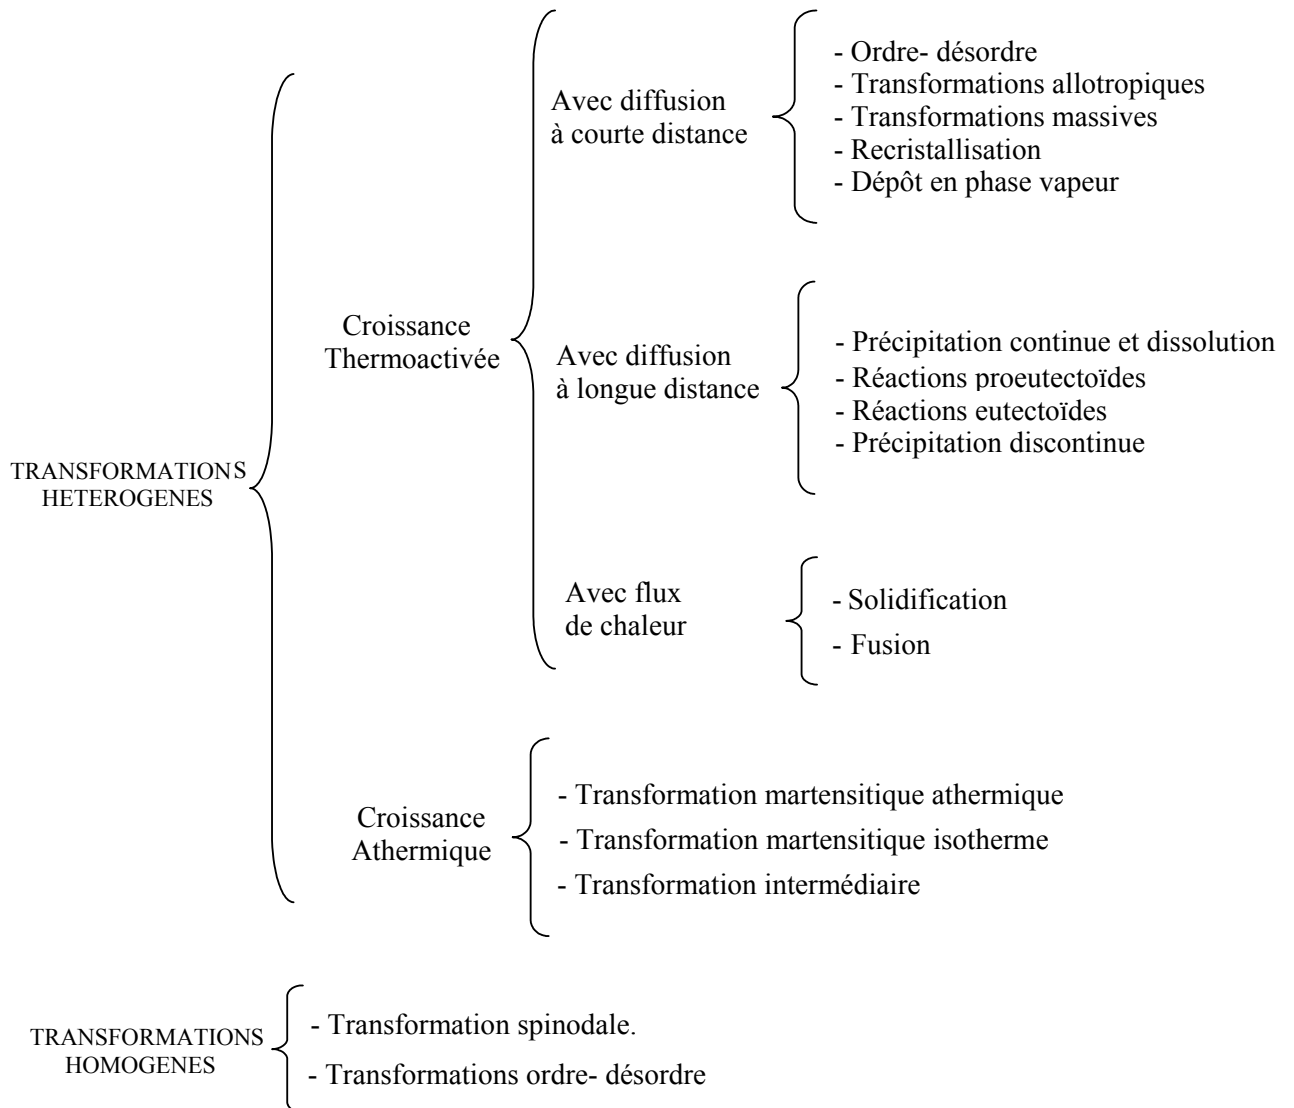 TRANSFORMATIONS
HETEROGENES
Croissance
Thermoactivée
Avec diffusion
à courte distance
- Ordre- désordre
- Transformations allotropiques
- Transformations massives
- Recristallisation
- Dépôt en phase vapeur
Avec diffusion
à longue distance
- Précipitation continue et dissolution
- Réactions proeutectoïdes
- Réactions eutectoïdes
- Précipitation discontinue
Avec flux
de chaleur
- Solidification
- Fusion
Croissance
Athermique
- Transformation martensitique athermique
- Transformation martensitique isotherme
- Transformation intermédiaire
TRANSFORMATIONS
HOMOGENES
- Transformation spinodale.
- Transformations ordre- désordre